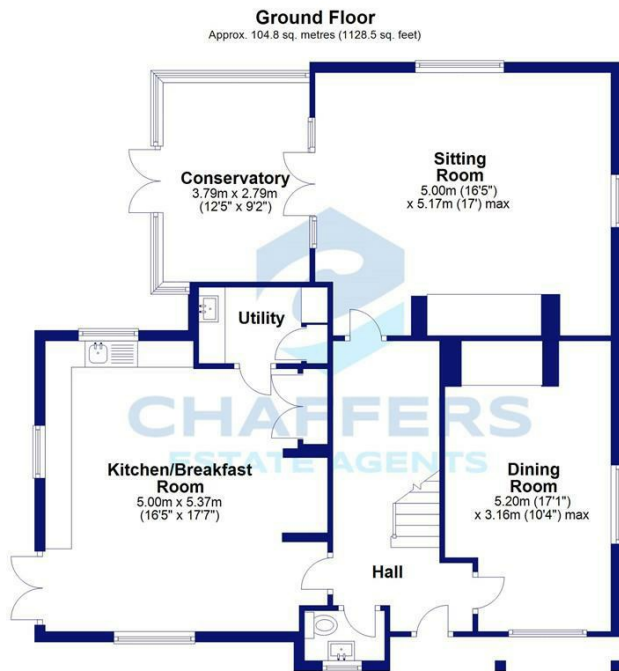 Ground Floor
Approx. 104.8 sq. metres (1128.5 sq. feet)
Conservatory
3.79m x 2.79m
(12'5" x 9'2")
Sitting
Room
5.00m (16'5")
x 5.17m (17') max
Utility
CHAFFERS
ESTATE AGENTS
Kitchen/Breakfast
Room
5.00m x 5.37m
(16'5" x 17'7")
Dining
Room
5.20m (17'1")
x 3.16m (10'4") max
Hall